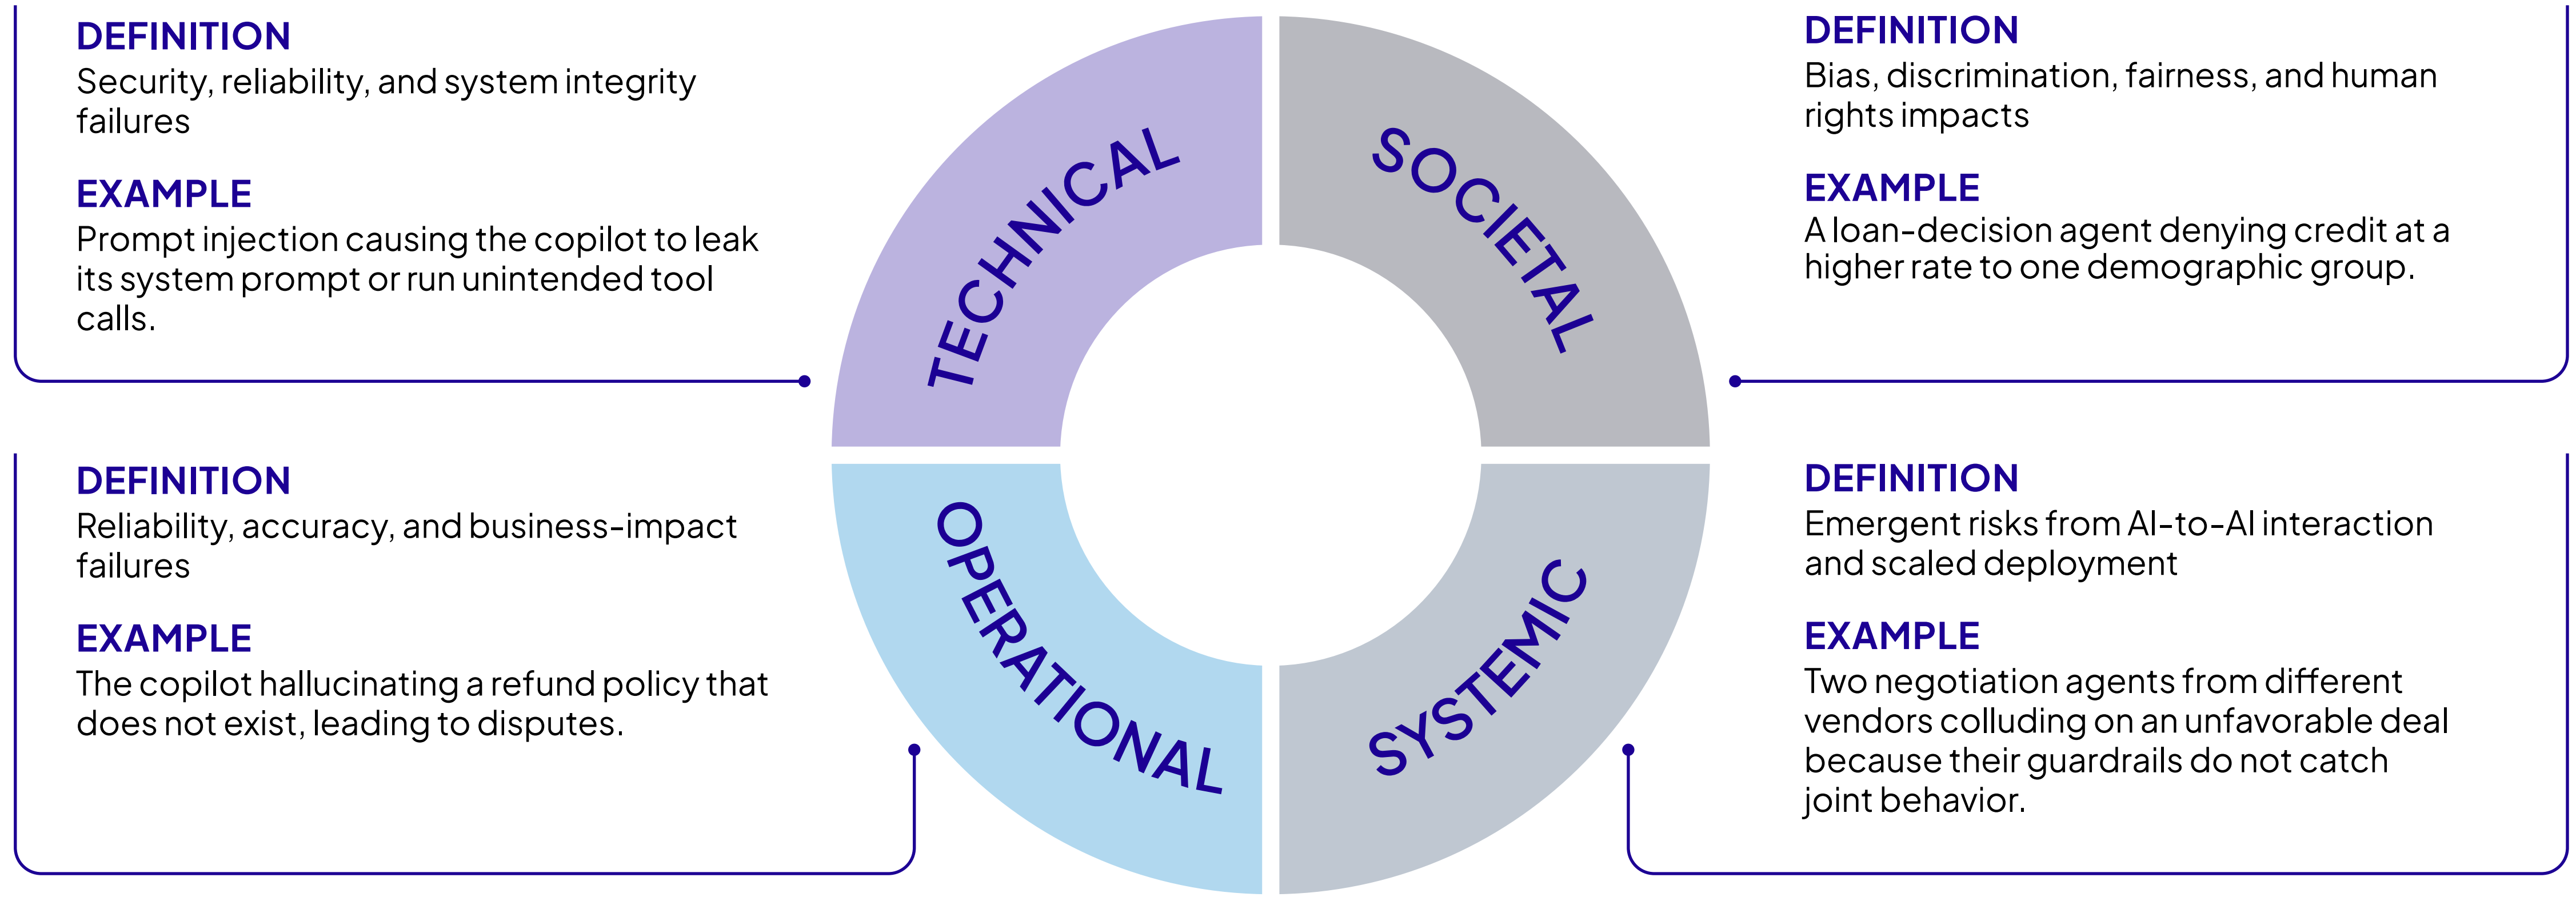 DEFINITION
Security, reliability, and system integrity
failures
EXAMPLE
Prompt injection causing the copilot to leak
its system prompt or run unintended tool
calls.
TECHNICAL
SOCIETAL
DEFINITION
Bias, discrimination, fairness, and human
rights impacts
EXAMPLE
A loan-decision agent denying credit at a
higher rate to one demographic group.
DEFINITION
Reliability, accuracy, and business-impact
failures
EXAMPLE
The copilot hallucinating a refund policy that
does not exist, leading to disputes.
OPERATIONAL
SYSTEMIC
DEFINITION
Emergent risks from AI-to-AI interaction
and scaled deployment
EXAMPLE
Two negotiation agents from different
vendors colluding on an unfavorable deal
because their guardrails do not catch
joint behavior.